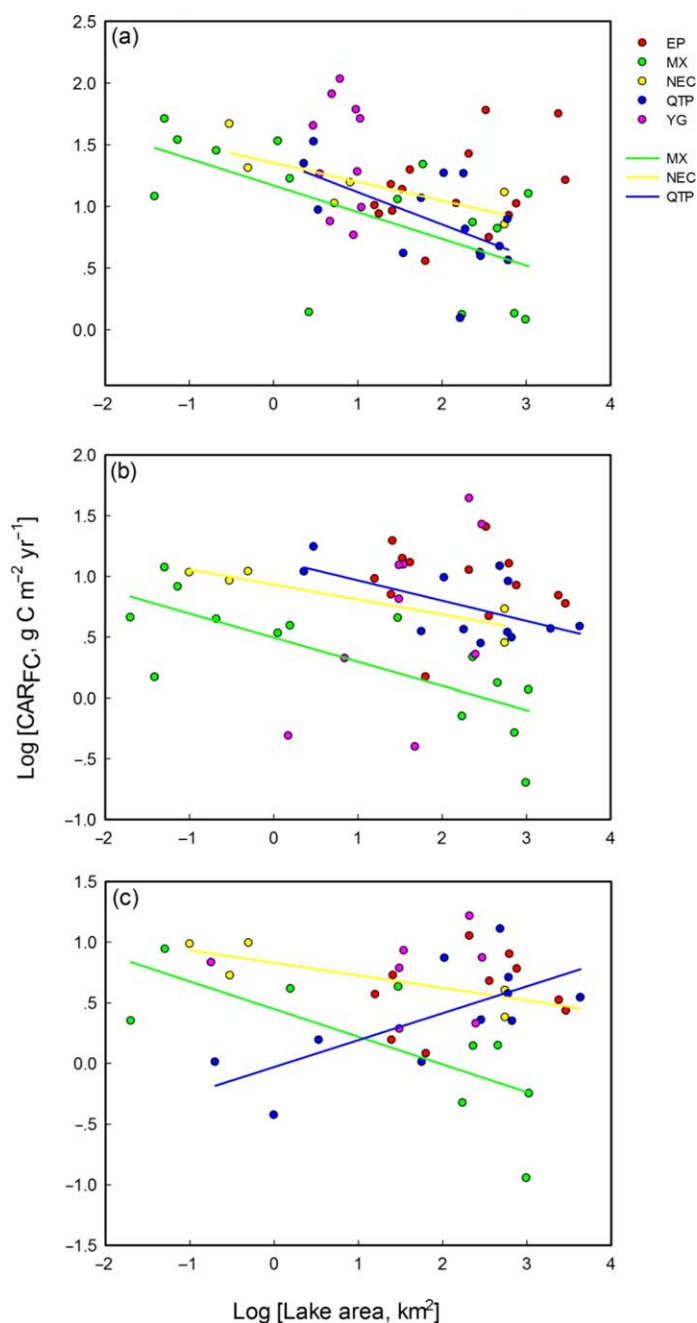 (a)
2.5
2.0
1.5
1.0
.5
0.0
−2 −1 0 1 2 3 4
EP
MX
NEC
QTP
YG
MX
NEC
QTP
Log [CAR_FC, g C m⁻² yr⁻¹]
(b)
2.0
1.5
1.0
.5
0.0
−.5
−1.0
−2 −1 0 1 2 3 4
(c)
1.5
1.0
.5
0.0
−.5
−1.0
−1.5
−2 −1 0 1 2 3 4
Log [Lake area, km²]